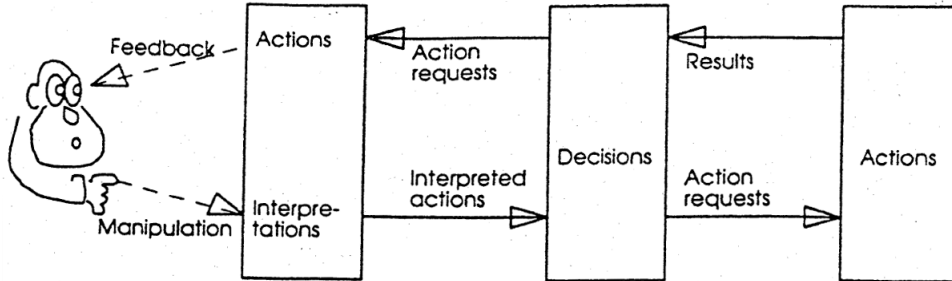 Feedback
Actions
Action
requests
Results
Decisions
Actions
Interpreted
actions
Action
requests
Manipulation
Interpre-
tations